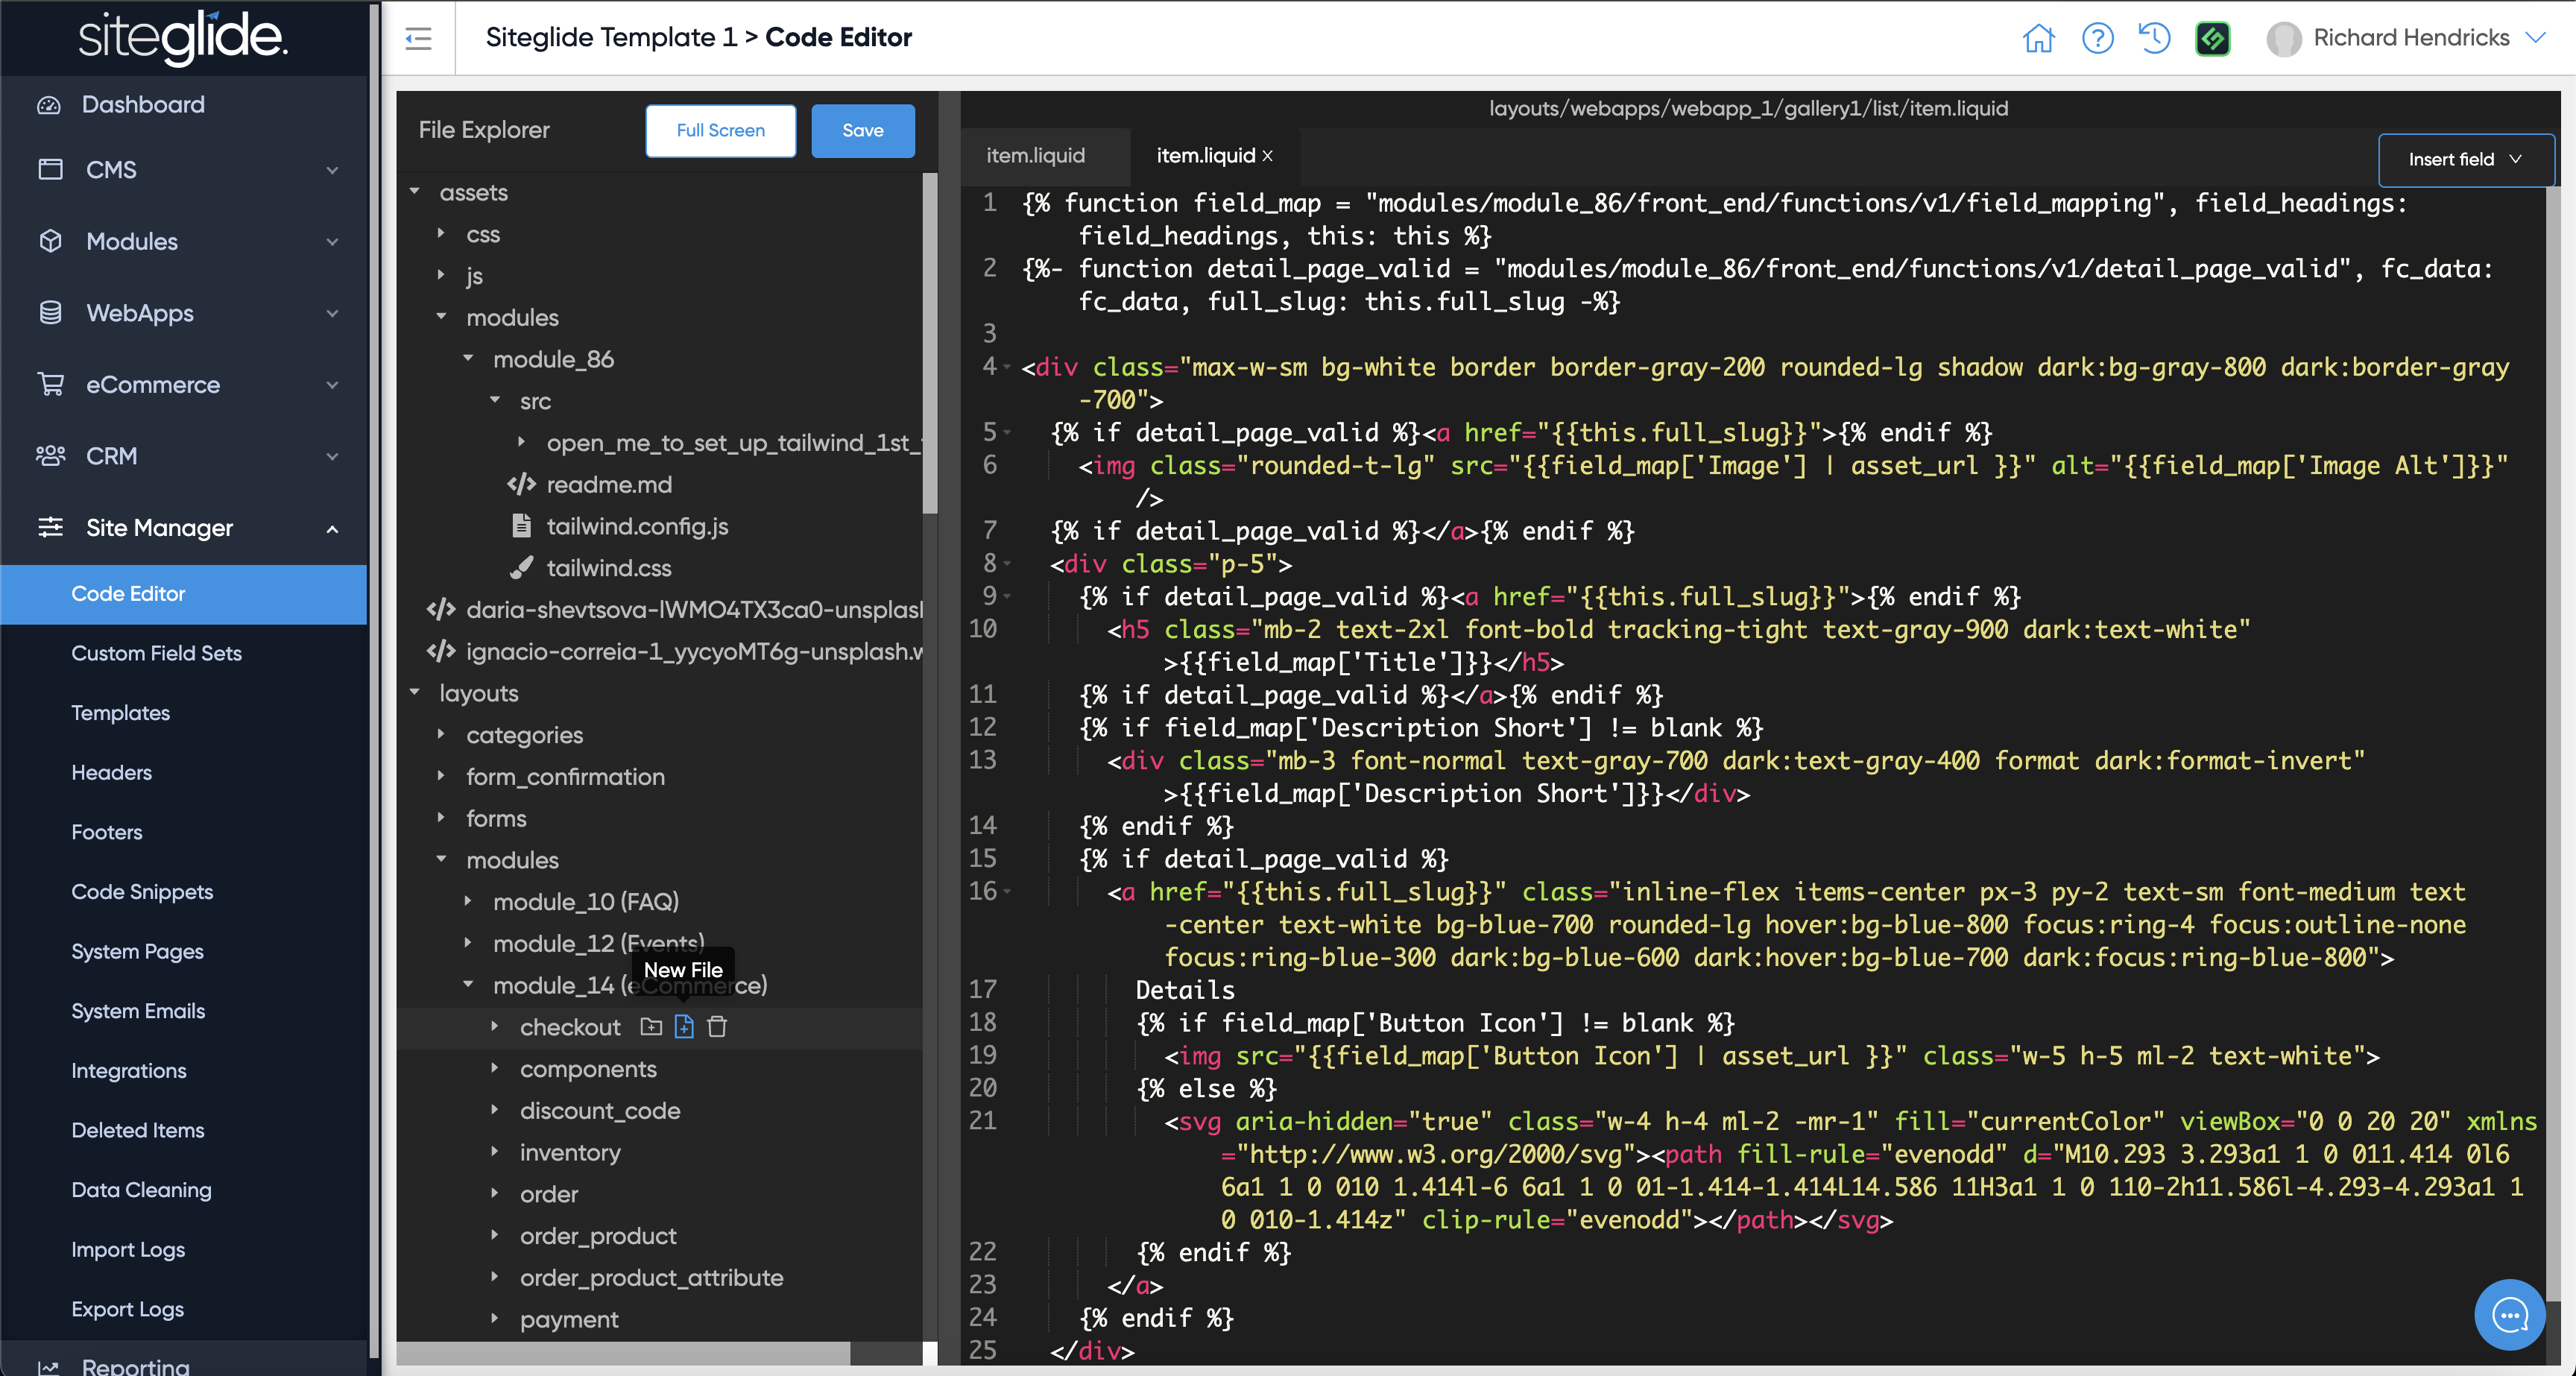 siteglide.
Siteglide Template 1 > Code Editor
Richard Hendricks
Dashboard
CMS
Modules
WebApps
eCommerce
CRM
Site Manager
Code Editor
Custom Field Sets
Templates
Headers
Footers
Code Snippets
System Pages
System Emails
Integrations
Deleted Items
Data Cleaning
Import Logs
Export Logs
Reporting
File Explorer
Full Screen
Save
assets
css
js
modules
module_86
src
open_me_to_set_up_tailwind_1st_
readme.md
tailwind.config.js
tailwind.css
daria-shevtsova-lWMO4TX3ca0-unsplash
ignacio-correia-1_yycyoMT6g-unsplash.w
layouts
categories
form_confirmation
forms
modules
module_10 (FAQ)
module_12 (Events)
New File
module_14 (eCommerce)
checkout
components
discount_code
inventory
order
order_product
order_product_attribute
payment
layouts/webapps/webapp_1/gallery1/list/item.liquid
item.liquid
item.liquid x
Insert field
1 {% function field_map = "modules/module_86/front_end/functions/v1/field_mapping", field_headings:
field_headings, this: this %}
2 {%- function detail_page_valid = "modules/module_86/front_end/functions/v1/detail_page_valid", fc_data:
fc_data, full_slug: this.full_slug -%}
3
4 <div class="max-w-sm bg-white border border-gray-200 rounded-lg shadow dark:bg-gray-800 dark:border-gray
-700">
5 {% if detail_page_valid %}<a href="{{this.full_slug}}">{% endif %}
6 <img class="rounded-t-lg" src="{{field_map['Image'] | asset_url }}" alt="{{field_map['Image Alt']}}"
/>
7 {% if detail_page_valid %}</a>{% endif %}
8 <div class="p-5">
9 {% if detail_page_valid %}<a href="{{this.full_slug}}">{% endif %}
10 <h5 class="mb-2 text-2xl font-bold tracking-tight text-gray-900 dark:text-white"
>{{field_map['Title']}}</h5>
11 {% if detail_page_valid %}</a>{% endif %}
12 {% if field_map['Description Short'] != blank %}
13 <div class="mb-3 font-normal text-gray-700 dark:text-gray-400 format dark:format-invert"
>{{field_map['Description Short']}}</div>
14 {% endif %}
15 {% if detail_page_valid %}
16 <a href="{{this.full_slug}}" class="inline-flex items-center px-3 py-2 text-sm font-medium text
-center text-white bg-blue-700 rounded-lg hover:bg-blue-800 focus:ring-4 focus:outline-none
focus:ring-blue-300 dark:bg-blue-600 dark:hover:bg-blue-700 dark:focus:ring-blue-800">
17 Details
18 {% if field_map['Button Icon'] != blank %}
19 <img src="{{field_map['Button Icon'] | asset_url }}" class="w-5 h-5 ml-2 text-white">
20 {% else %}
21 <svg aria-hidden="true" class="w-4 h-4 ml-2 -mr-1" fill="currentColor" viewBox="0 0 20 20" xmlns
="http://www.w3.org/2000/svg"><path fill-rule="evenodd" d="M10.293 3.293a1 1 0 011.414 0l6
6a1 1 0 010 1.414l-6 6a1 1 0 01-1.414-1.414L14.586 11H3a1 1 0 110-2h11.586l-4.293-4.293a1 1
0 010-1.414z" clip-rule="evenodd"></path></svg>
22 {% endif %}
23 </a>
24 {% endif %}
25 </div>